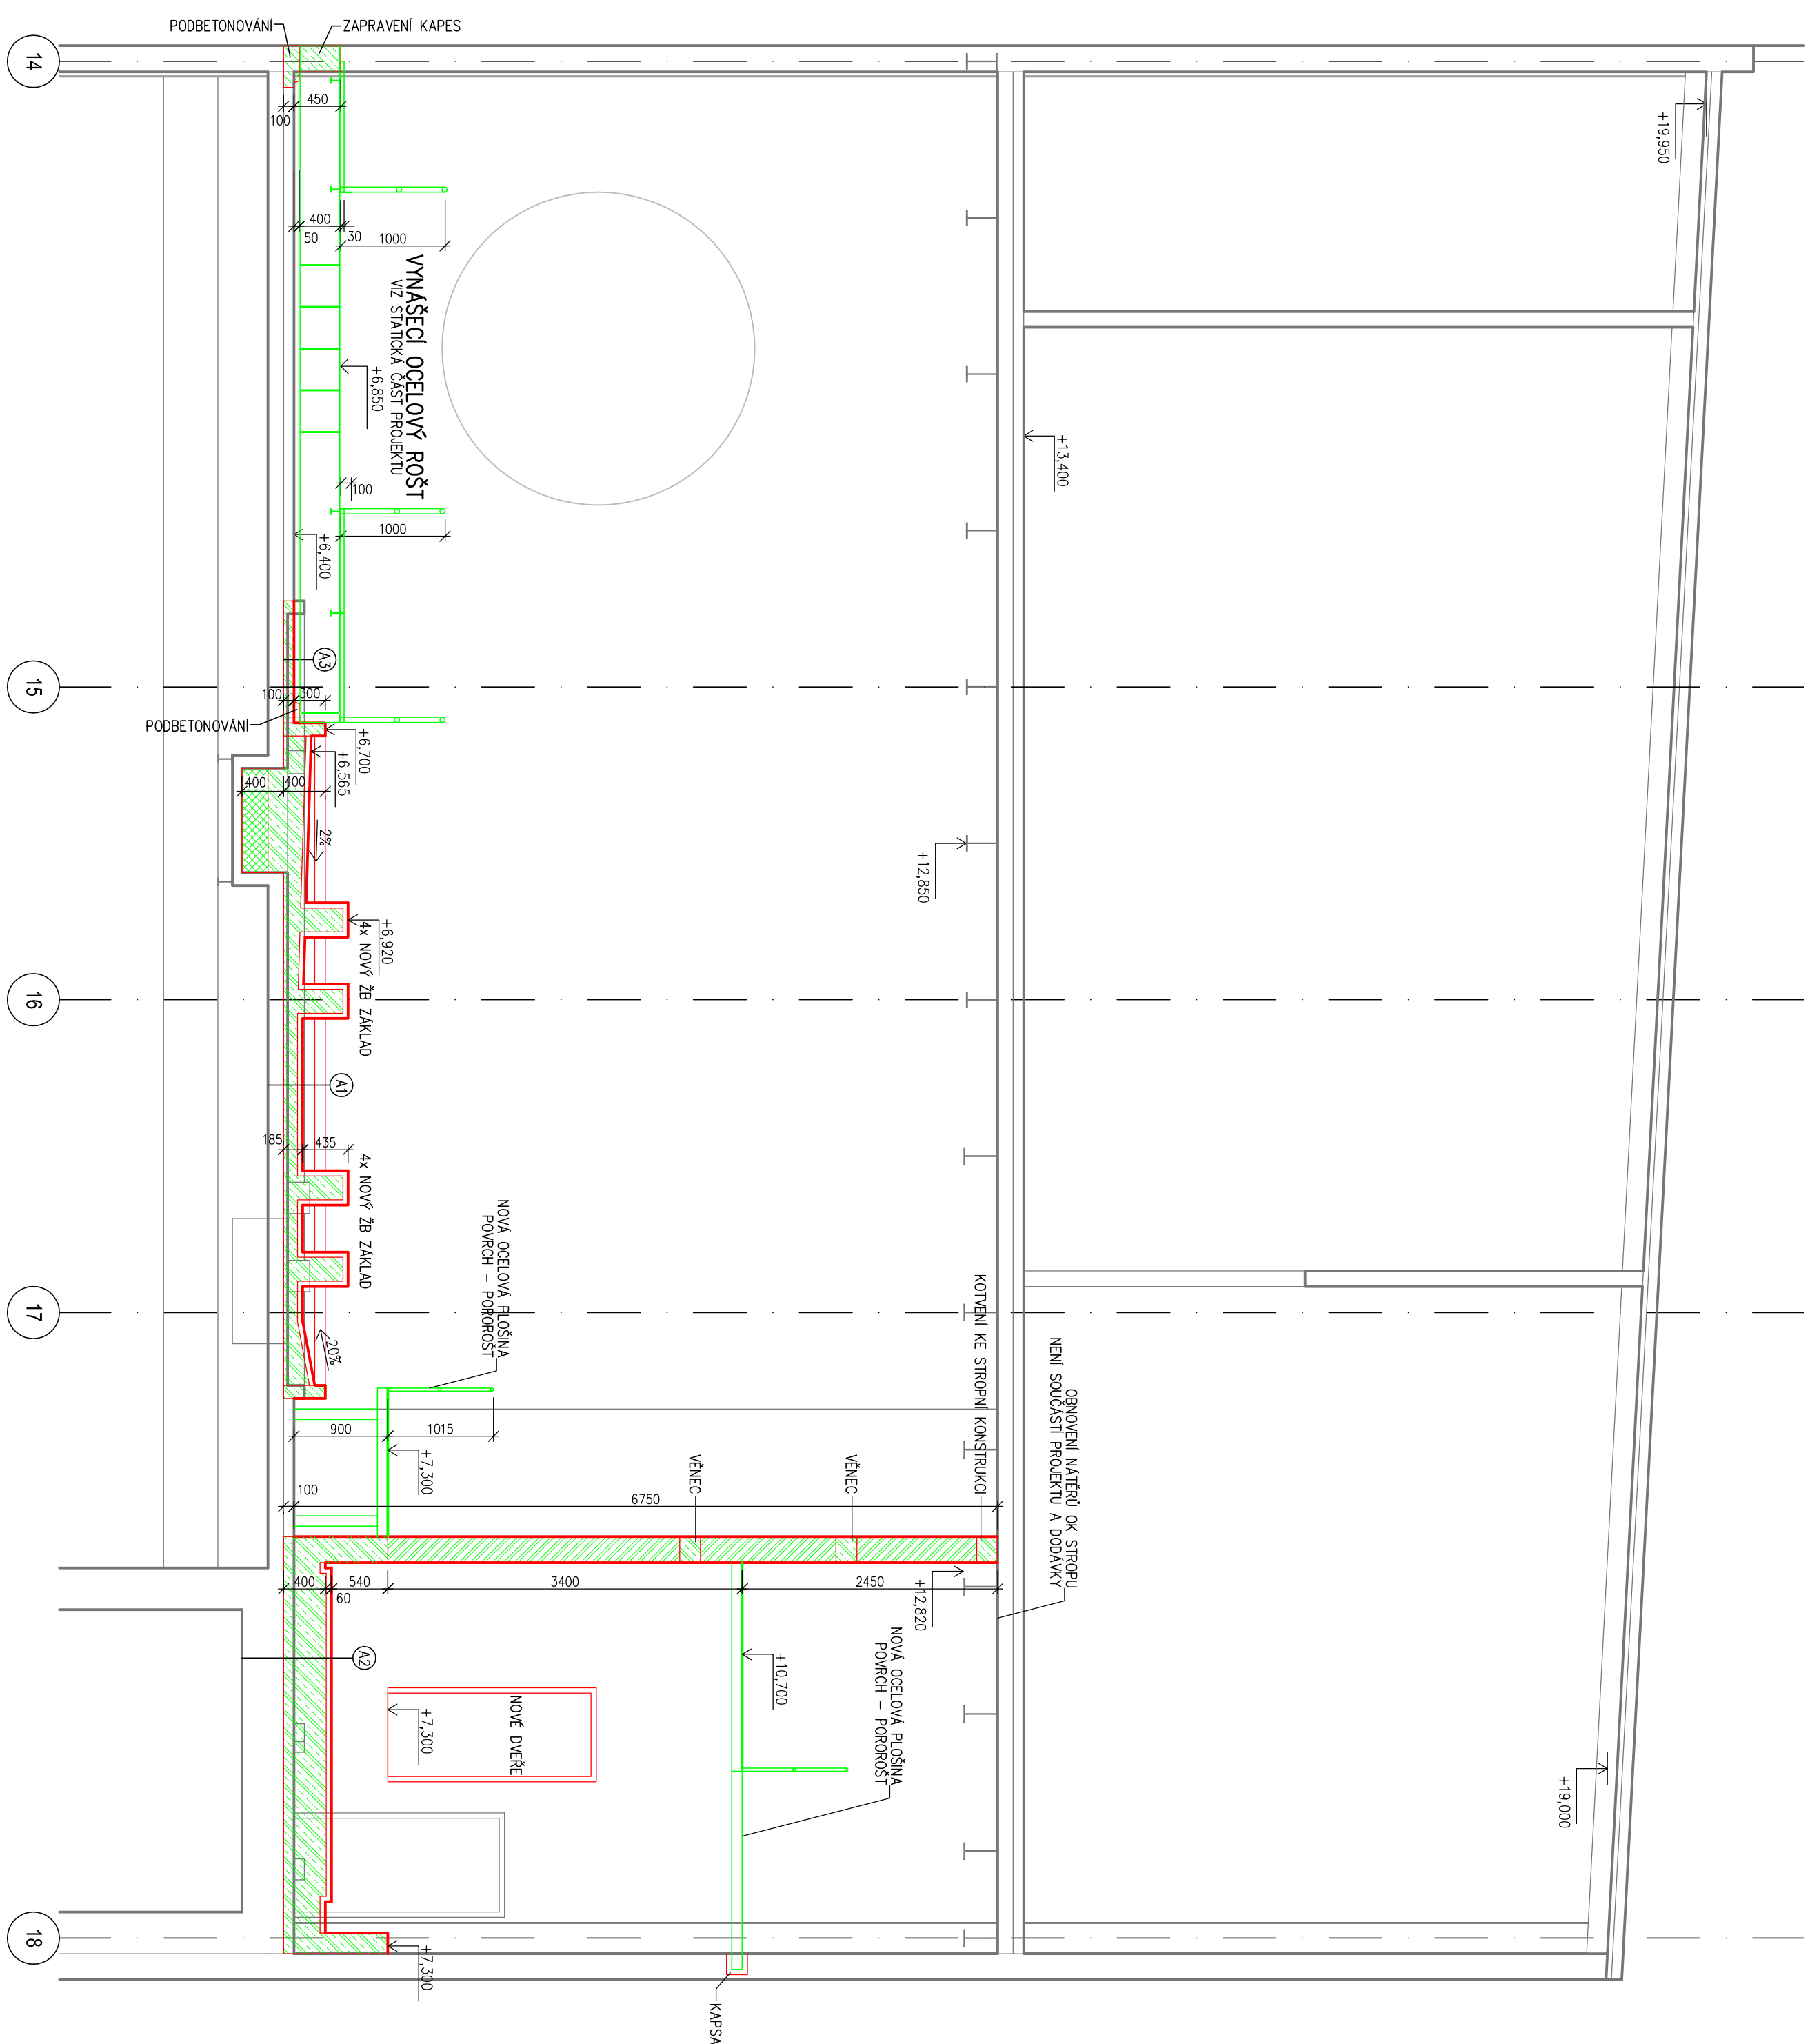 PODBETONOVÁNÍ
ZAPRAVENÍ KAPES
14
450
100
+19,950
400
50
30
1000
VYNÁŠECÍ OCELOVÝ ROŠT
VIZ STATICKÁ ČÁST PROJEKTU
+6,850
+13,400
100
1000
+6,400
A3
15
100
300
PODBETONOVÁNÍ
+6,700
+6,565
400
400
2%
+12,850
+6,920
4x NOVÝ ŽB ZÁKLAD
16
A1
185
435
4x NOVÝ ŽB ZÁKLAD
NOVÁ OCELOVÁ PLOŠINA
POVRCH – POROROŠT
17
20%
KOTVENÍ KE STROPNÍ KONSTRUKCI
OBNOVENÍ NÁTĚRŮ OK STROPU
NENÍ SOUČÁSTÍ PROJEKTU A DODÁVKY
900
1015
+7,300
VĚNEC
VĚNEC
100
6750
400
540
60
3400
2450
+12,820
A2
+10,700
NOVÁ OCELOVÁ PLOŠINA
POVRCH – POROROŠT
+7,300
NOVÉ DVEŘE
+19,000
18
+7,300
KAPSA